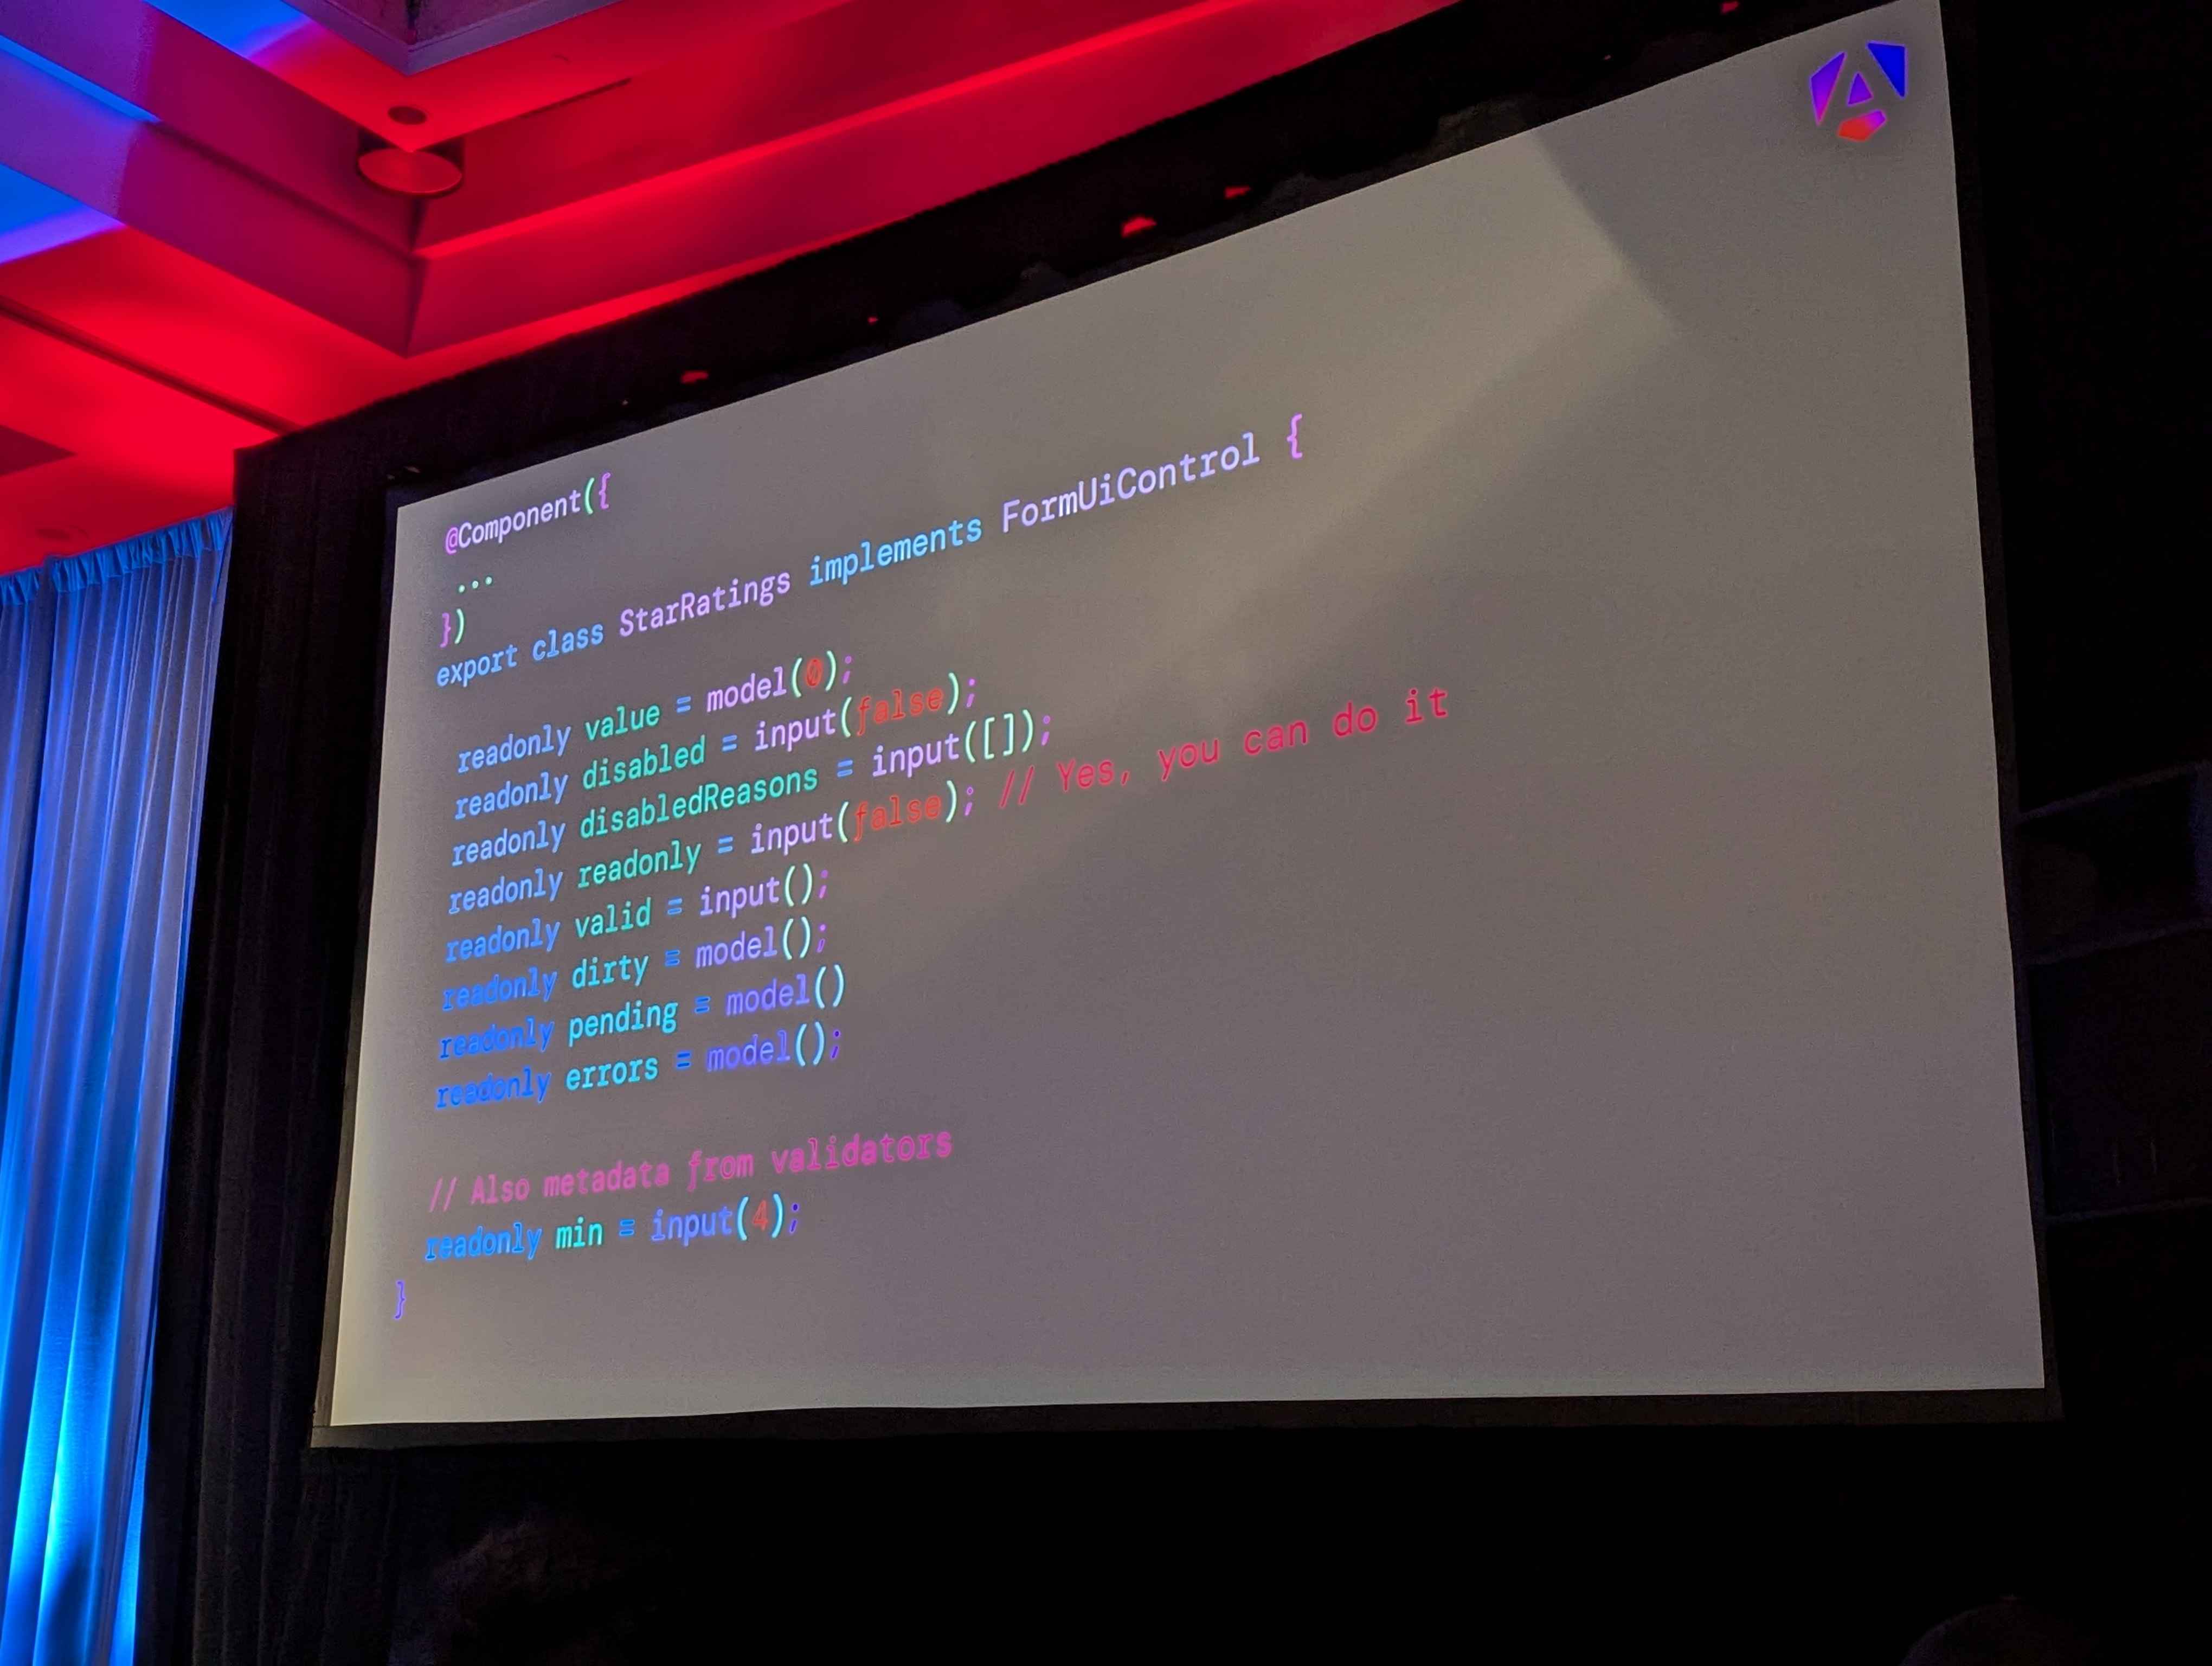 @Component({
...
})
export class StarRatings implements FormUiControl {
readonly value = model(0);
readonly disabled = input(false);
readonly disabledReasons = input([]);
readonly readonly = input(false); // Yes, you can do it
readonly valid = input();
readonly dirty = model();
readonly pending = model()
readonly errors = model();
// Also metadata from validators
readonly min = input(4);
}